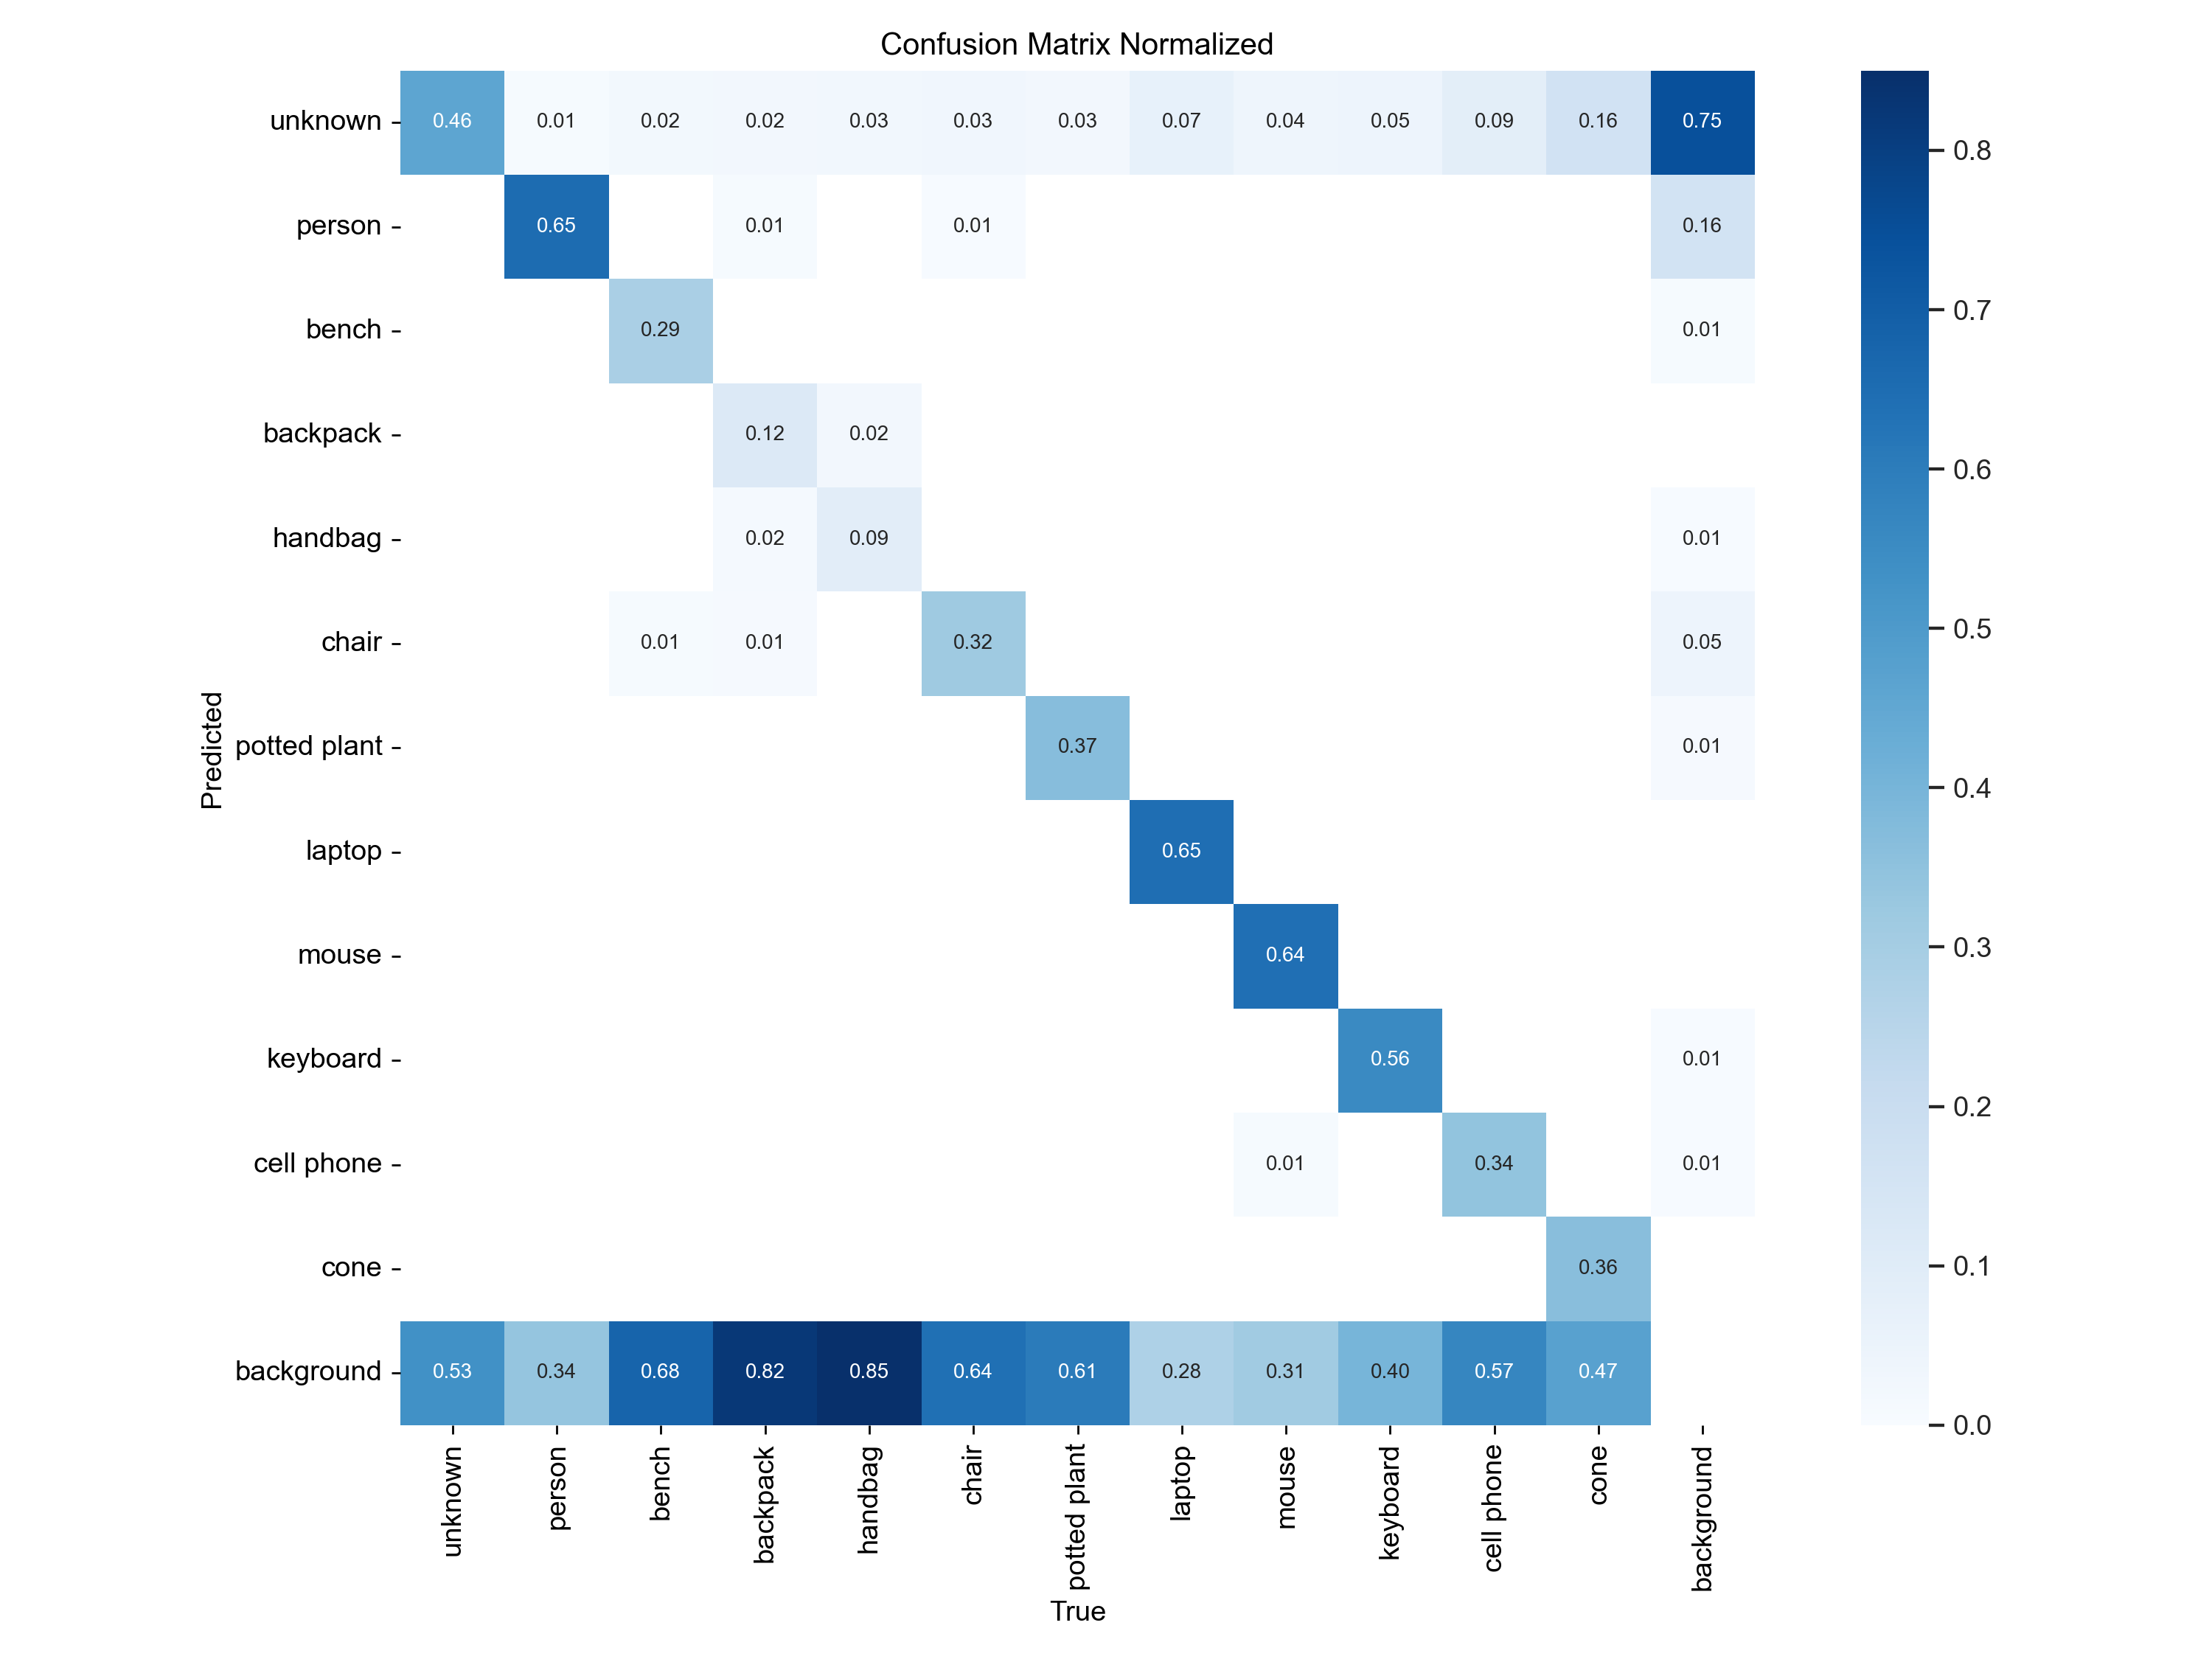 Confusion Matrix Normalized
unknown 0.46 0.01 0.02 0.02 0.03 0.03 0.03 0.07 0.04 0.05 0.09 0.16 0.75
person 0.65 0.01 0.01 0.16
bench 0.29 0.01
backpack 0.12 0.02
handbag 0.02 0.09 0.01
chair 0.01 0.01 0.32 0.05
potted plant 0.37 0.01
laptop 0.65
mouse 0.64
keyboard 0.56 0.01
cell phone 0.01 0.34 0.01
cone 0.36
background 0.53 0.34 0.68 0.82 0.85 0.64 0.61 0.28 0.31 0.40 0.57 0.47
Predicted
unknown person bench backpack handbag chair potted plant laptop mouse keyboard cell phone cone background
True
0.8
0.7
0.6
0.5
0.4
0.3
0.2
0.1
0.0